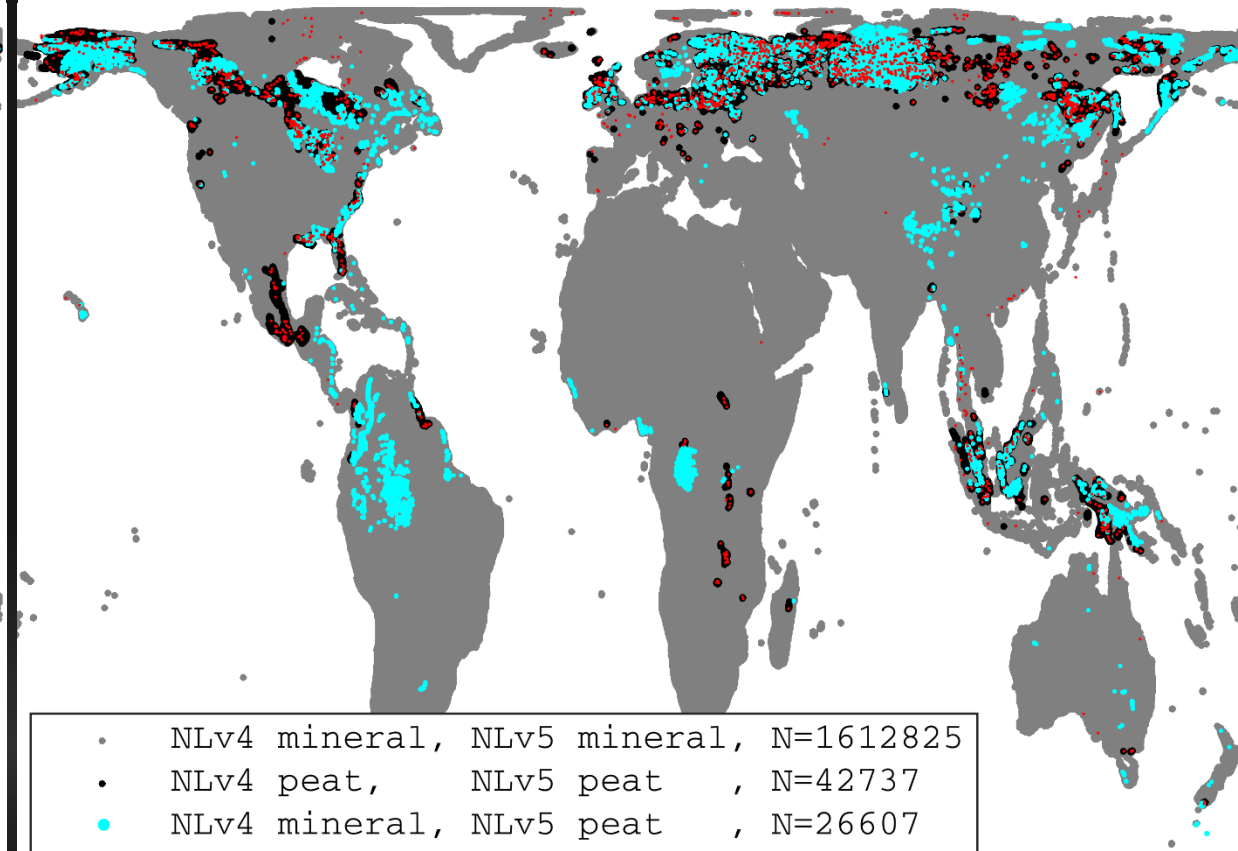 NLv4 mineral, NLv5 mineral, N=1612825
NLv4 peat, NLv5 peat , N=42737
NLv4 mineral, NLv5 peat , N=26607